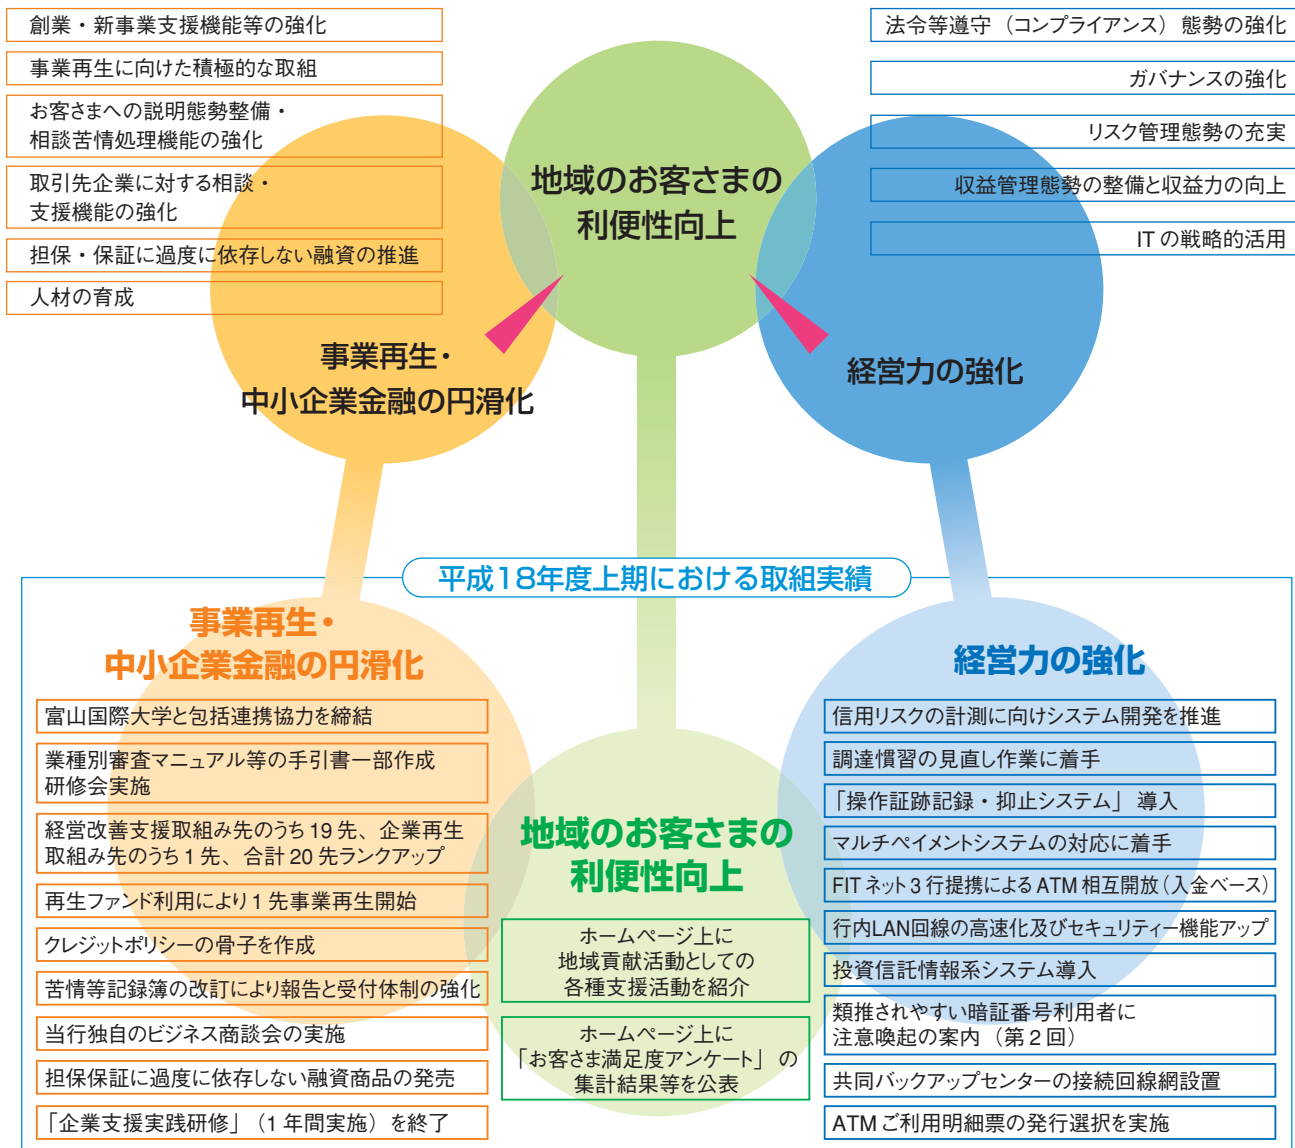 創業・新事業支援機能等の強化
事業再生に向けた積極的な取組
お客さまへの説明態勢整備・
相談苦情処理機能の強化
取引先企業に対する相談・
支援機能の強化
担保・保証に過度に依存しない融資の推進
人材の育成
事業再生・
中小企業金融の円滑化
地域のお客さまの
利便性向上
法令等遵守（コンプライアンス）態勢の強化
ガバナンスの強化
リスク管理態勢の充実
収益管理態勢の整備と収益力の向上
ITの戦略的活用
経営力の強化
平成18年度上期における取組実績
事業再生・
中小企業金融の円滑化
富山国際大学と包括連携協力を締結
業種別審査マニュアル等の手引書一部作成
研修会実施
経営改善支援取組み先のうち19先、企業再生
取組み先のうち1先、合計20先ランクアップ
再生ファンド利用により1先事業再生開始
クレジットポリシーの骨子を作成
苦情等記録簿の改訂により報告と受付体制の強化
当行独自のビジネス商談会の実施
担保保証に過度に依存しない融資商品の発売
「企業支援実践研修」（1年間実施）を終了
地域のお客さまの
利便性向上
ホームページ上に
地域貢献活動としての
各種支援活動を紹介
ホームページ上に
「お客さま満足度アンケート」の
集計結果等を公表
経営力の強化
信用リスクの計測に向けシステム開発を推進
調達慣習の見直し作業に着手
「操作証跡記録・抑止システム」導入
マルチペイメントシステムの対応に着手
FITネット3行提携によるATM相互開放（入金ベース）
行内LAN回線の高速化及びセキュリティー機能アップ
投資信託情報系システム導入
類推されやすい暗証番号利用者に
注意喚起の案内（第2回）
共同バックアップセンターの接続回線網設置
ATMご利用明細票の発行選択を実施